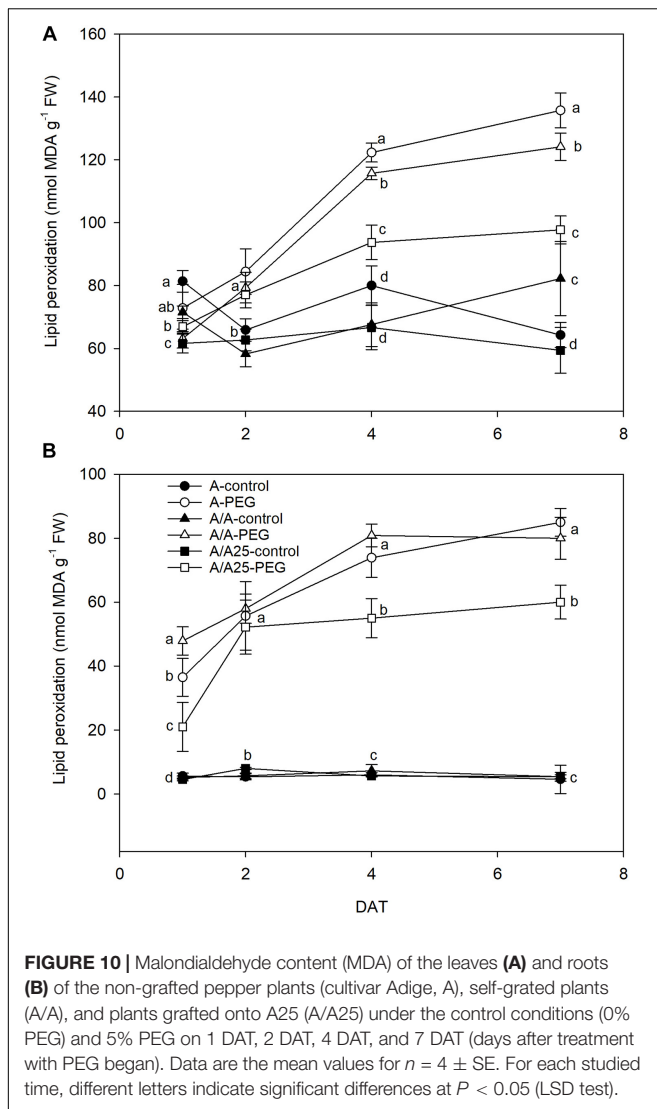 A
Lipid peroxidation (nmol MDA g⁻¹ FW)
160
140
120
100
80
60
40
0
2
4
6
8
a
ab
b
c
a
b
a
b
c
d
d
a
b
c
d
B
Lipid peroxidation (nmol MDA g⁻¹ FW)
100
80
60
40
20
0
0
2
4
6
8
A-control
A-PEG
A/A-control
A/A-PEG
A/A25-control
A/A25-PEG
a
b
c
d
a
b
a
b
c
a
b
c
DAT
FIGURE 10 | Malondialdehyde content (MDA) of the leaves (A) and roots
(B) of the non-grafted pepper plants (cultivar Adige, A), self-grated plants
(A/A), and plants grafted onto A25 (A/A25) under the control conditions (0%
PEG) and 5% PEG on 1 DAT, 2 DAT, 4 DAT, and 7 DAT (days after treatment
with PEG began). Data are the mean values for n = 4 ± SE. For each studied
time, different letters indicate significant differences at P < 0.05 (LSD test).